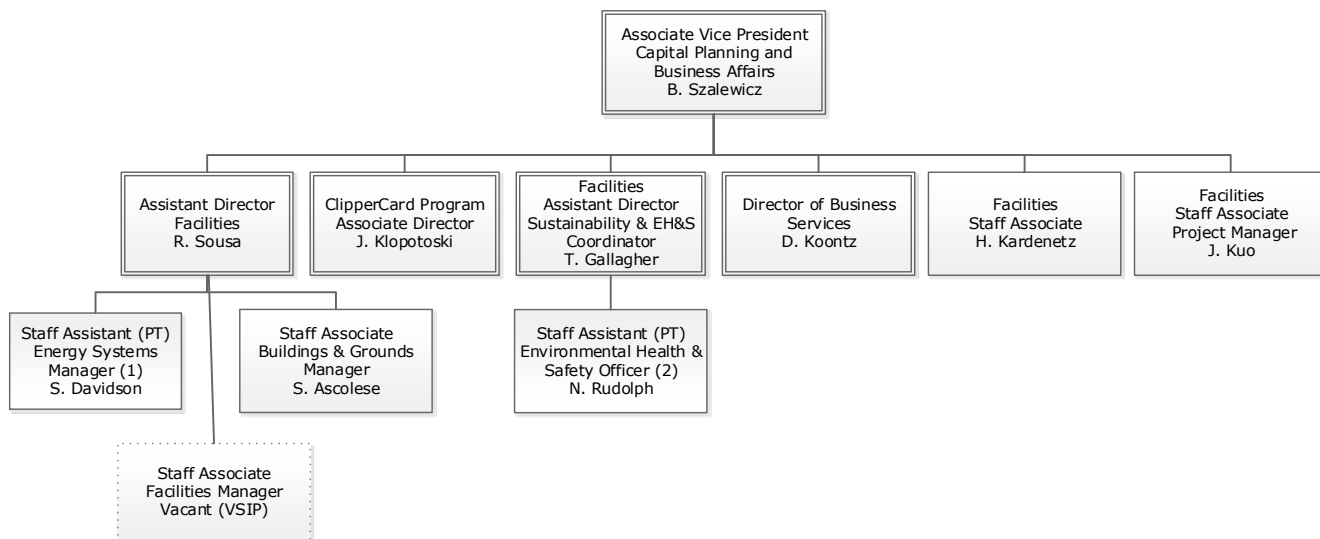 Associate Vice President
Capital Planning and
Business Affairs
B. Szalewicz
Assistant Director
Facilities
R. Sousa
ClipperCard Program
Associate Director
J. Klopotoski
Facilities
Assistant Director
Sustainability & EH&S
Coordinator
T. Gallagher
Director of Business
Services
D. Koontz
Facilities
Staff Associate
H. Kardenetz
Facilities
Staff Associate
Project Manager
J. Kuo
Staff Assistant (PT)
Energy Systems
Manager (1)
S. Davidson
Staff Associate
Buildings & Grounds
Manager
S. Ascolese
Staff Assistant (PT)
Environmental Health &
Safety Officer (2)
N. Rudolph
Staff Associate
Facilities Manager
Vacant (VSIP)